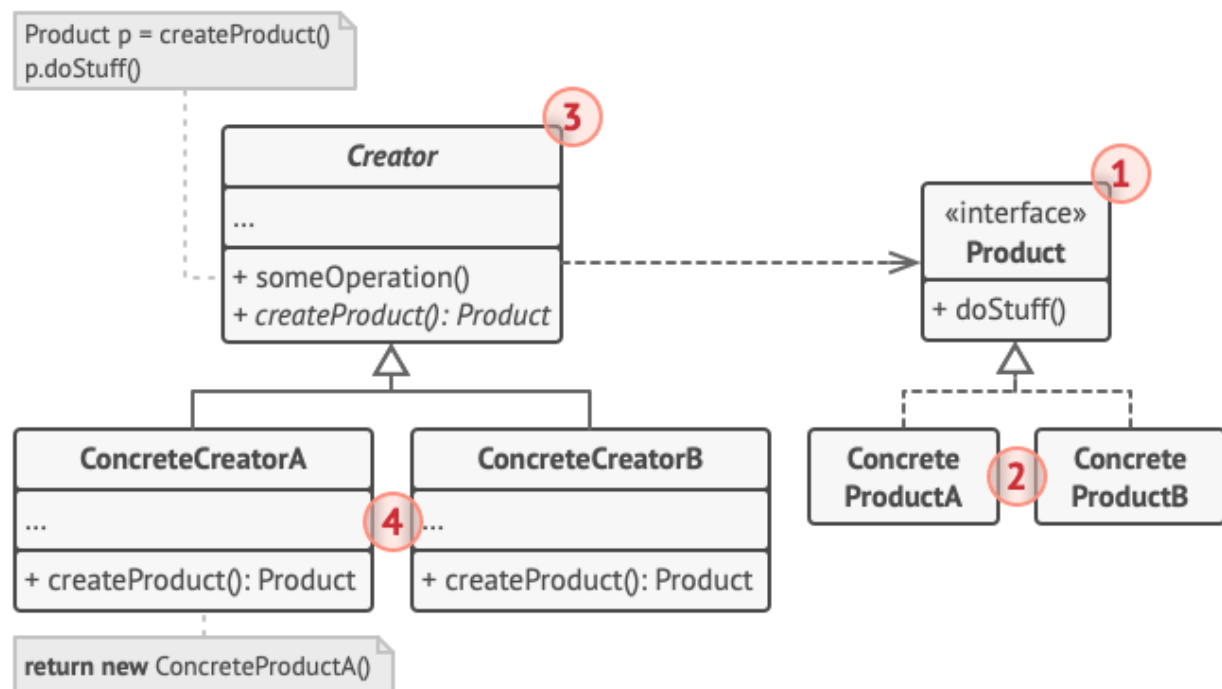 Product p = createProduct()
p.doStuff()
3
Creator
...
+ someOperation()
+ createProduct(): Product
1
«interface»
Product
+ doStuff()
ConcreteCreatorA
...
+ createProduct(): Product
4
ConcreteCreatorB
...
+ createProduct(): Product
Concrete
ProductA
2
Concrete
ProductB
return new ConcreteProductA()